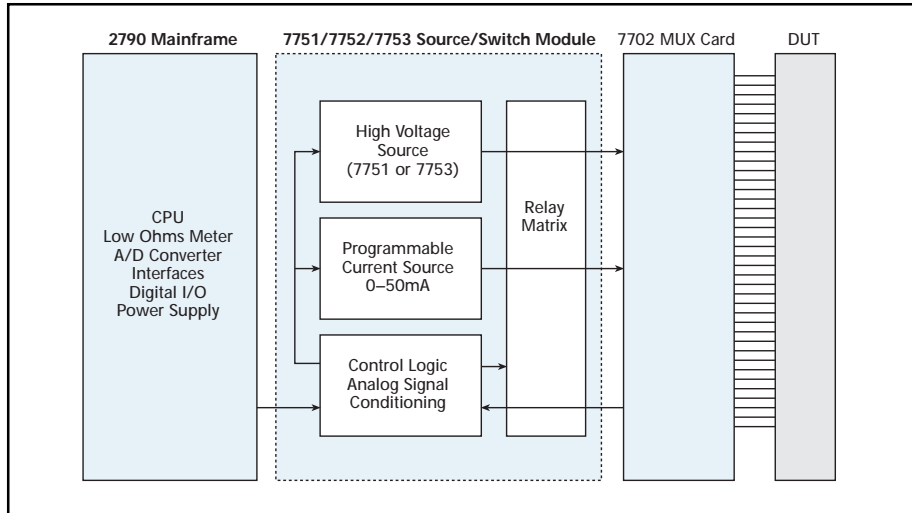 2790 Mainframe
7751/7752/7753 Source/Switch Module
7702 MUX Card
DUT
CPU
Low Ohms Meter
A/D Converter
Interfaces
Digital I/O
Power Supply
High Voltage
Source
(7751 or 7753)
Programmable
Current Source
0–50mA
Control Logic
Analog Signal
Conditioning
Relay
Matrix